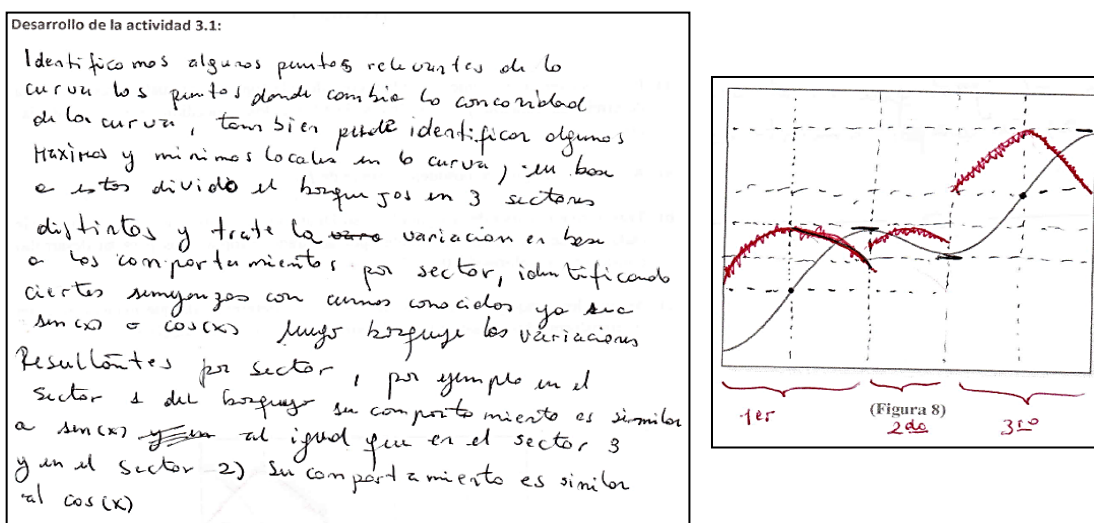 Desarrollo de la actividad 3.1:
Identificamos algunos puntos relevantes de la
curva los puntos donde cambia la concavidad
de la curva, tambien puede identificar algunos
Maximos y minimos locales en la curva, en base
a estos divido el bosquejos en 3 sectores
distintos y trate la variacion en base
a los comportamientos por sector, identificando
ciertas semejanzas con curvas conocidas ya sea
sen(x) o cos(x) luego bosqueje las variaciones
Resultantes por sector, por ejemplo en el
Sector 1 del bosquejo su comportamiento es similar
a sen(x) al igual que en el sector 3
y en el sector 2) su comportamiento es similar
al cos(x)
1er
(Figura 8)
2do
3ro